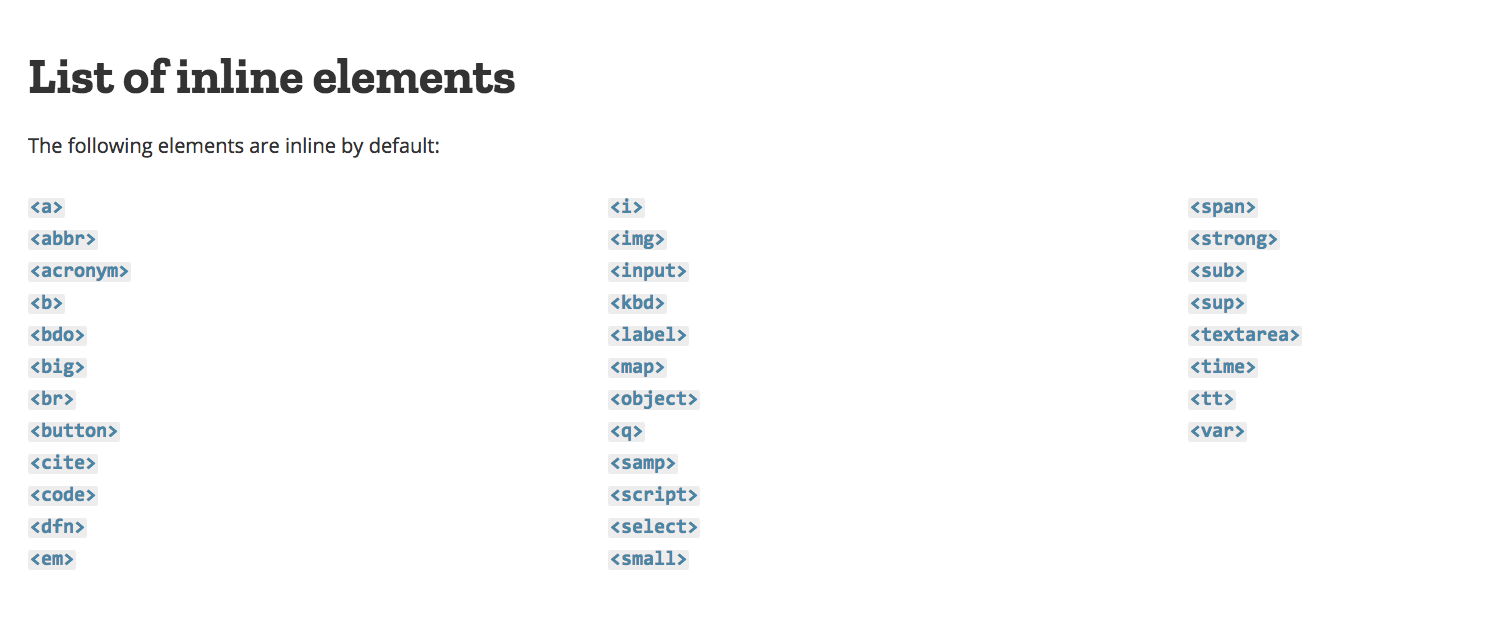 List of inline elements
The following elements are inline by default:
<a>
<abbr>
<acronym>
<b>
<bdo>
<big>
<br>
<button>
<cite>
<code>
<dfn>
<em>
<i>
<img>
<input>
<kbd>
<label>
<map>
<object>
<q>
<samp>
<script>
<select>
<small>
<span>
<strong>
<sub>
<sup>
<textarea>
<time>
<tt>
<var>